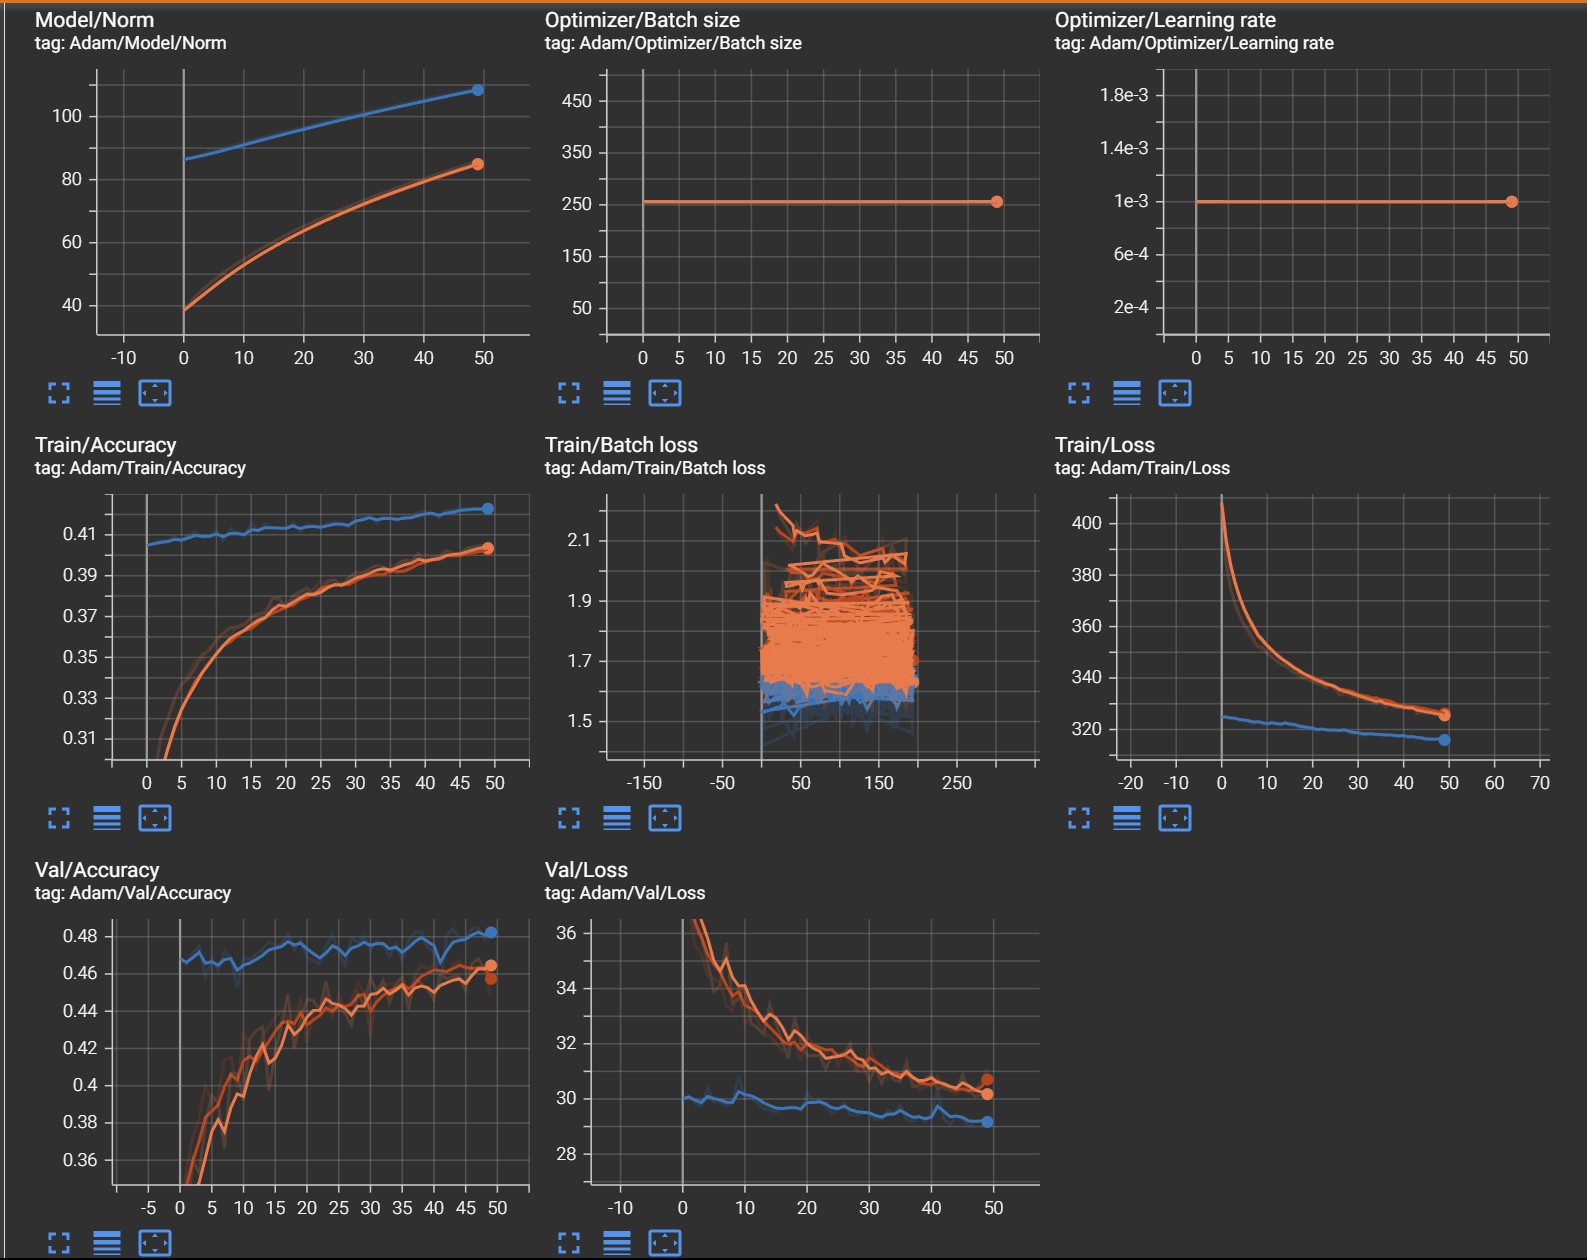 Model/Norm
tag: Adam/Model/Norm
100
80
60
40
-10 0 10 20 30 40 50
Optimizer/Batch size
tag: Adam/Optimizer/Batch size
450
350
250
150
50
0 5 10 15 20 25 30 35 40 45 50
Optimizer/Learning rate
tag: Adam/Optimizer/Learning rate
1.8e-3
1.4e-3
1e-3
6e-4
2e-4
0 5 10 15 20 25 30 35 40 45 50
Train/Accuracy
tag: Adam/Train/Accuracy
0.41
0.39
0.37
0.35
0.33
0.31
0 5 10 15 20 25 30 35 40 45 50
Train/Batch loss
tag: Adam/Train/Batch loss
2.1
1.9
1.7
1.5
-150 -50 50 150 250
Train/Loss
tag: Adam/Train/Loss
400
380
360
340
320
-20 -10 0 10 20 30 40 50 60 70
Val/Accuracy
tag: Adam/Val/Accuracy
0.48
0.46
0.44
0.42
0.4
0.38
0.36
-5 0 5 10 15 20 25 30 35 40 45 50
Val/Loss
tag: Adam/Val/Loss
36
34
32
30
28
-10 0 10 20 30 40 50